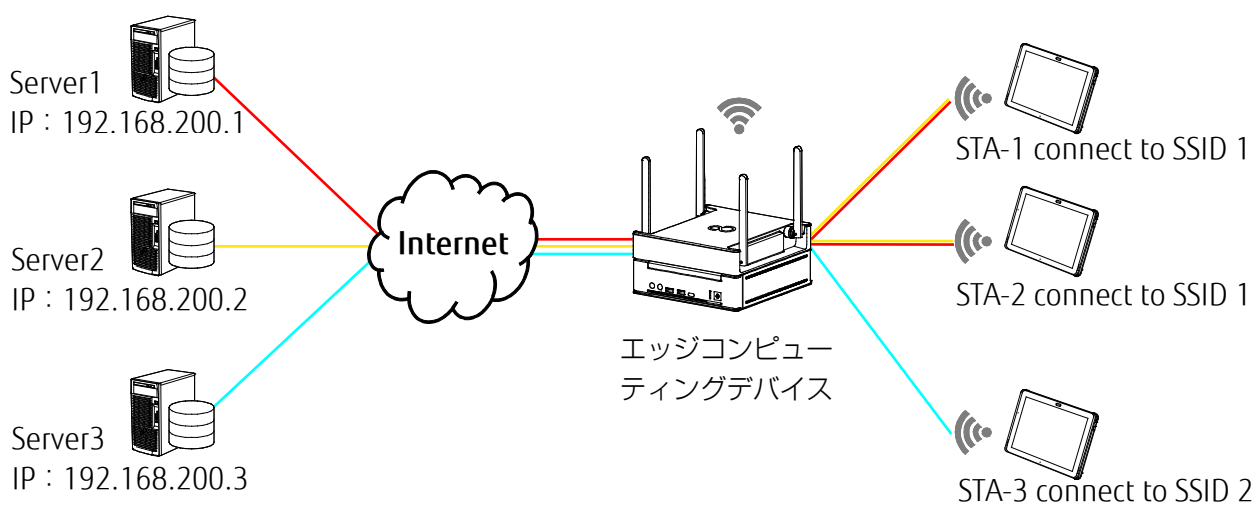 Server1
IP：192.168.200.1
Server2
IP：192.168.200.2
Server3
IP：192.168.200.3
Internet
エッジコンピュー
ティングデバイス
STA-1 connect to SSID 1
STA-2 connect to SSID 1
STA-3 connect to SSID 2